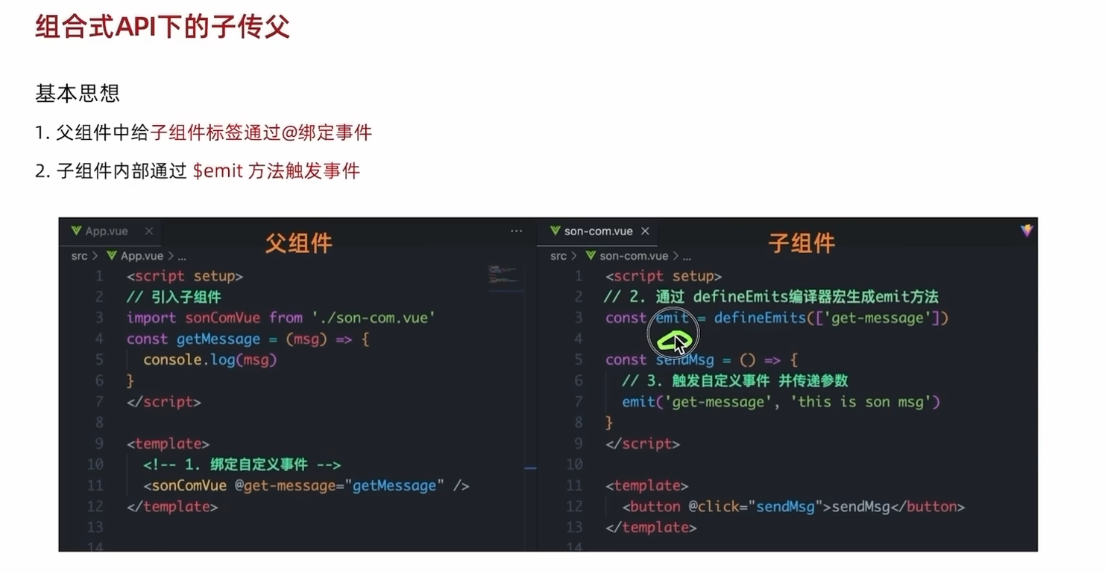 组合式API下的子传父
基本思想
1. 父组件中给子组件标签通过@绑定事件
2. 子组件内部通过 $emit 方法触发事件
App.vue ×
父组件
···
src > App.vue > ...
1 <script setup>
2 // 引入子组件
3 import sonComVue from './son-com.vue'
4 const getMessage = (msg) => {
5 console.log(msg)
6 }
7 </script>
8
9 <template>
10 <!-- 1. 绑定自定义事件 -->
11 <sonComVue @get-message="getMessage" />
12 </template>
13
14
son-com.vue ×
子组件
src > son-com.vue > ...
1 <script setup>
2 // 2. 通过 defineEmits编译器宏生成emit方法
3 const emit = defineEmits(['get-message'])
4
5 const sendMsg = () => {
6 // 3. 触发自定义事件 并传递参数
7 emit('get-message', 'this is son msg')
8 }
9 </script>
10
11 <template>
12 <button @click="sendMsg">sendMsg</button>
13 </template>
14